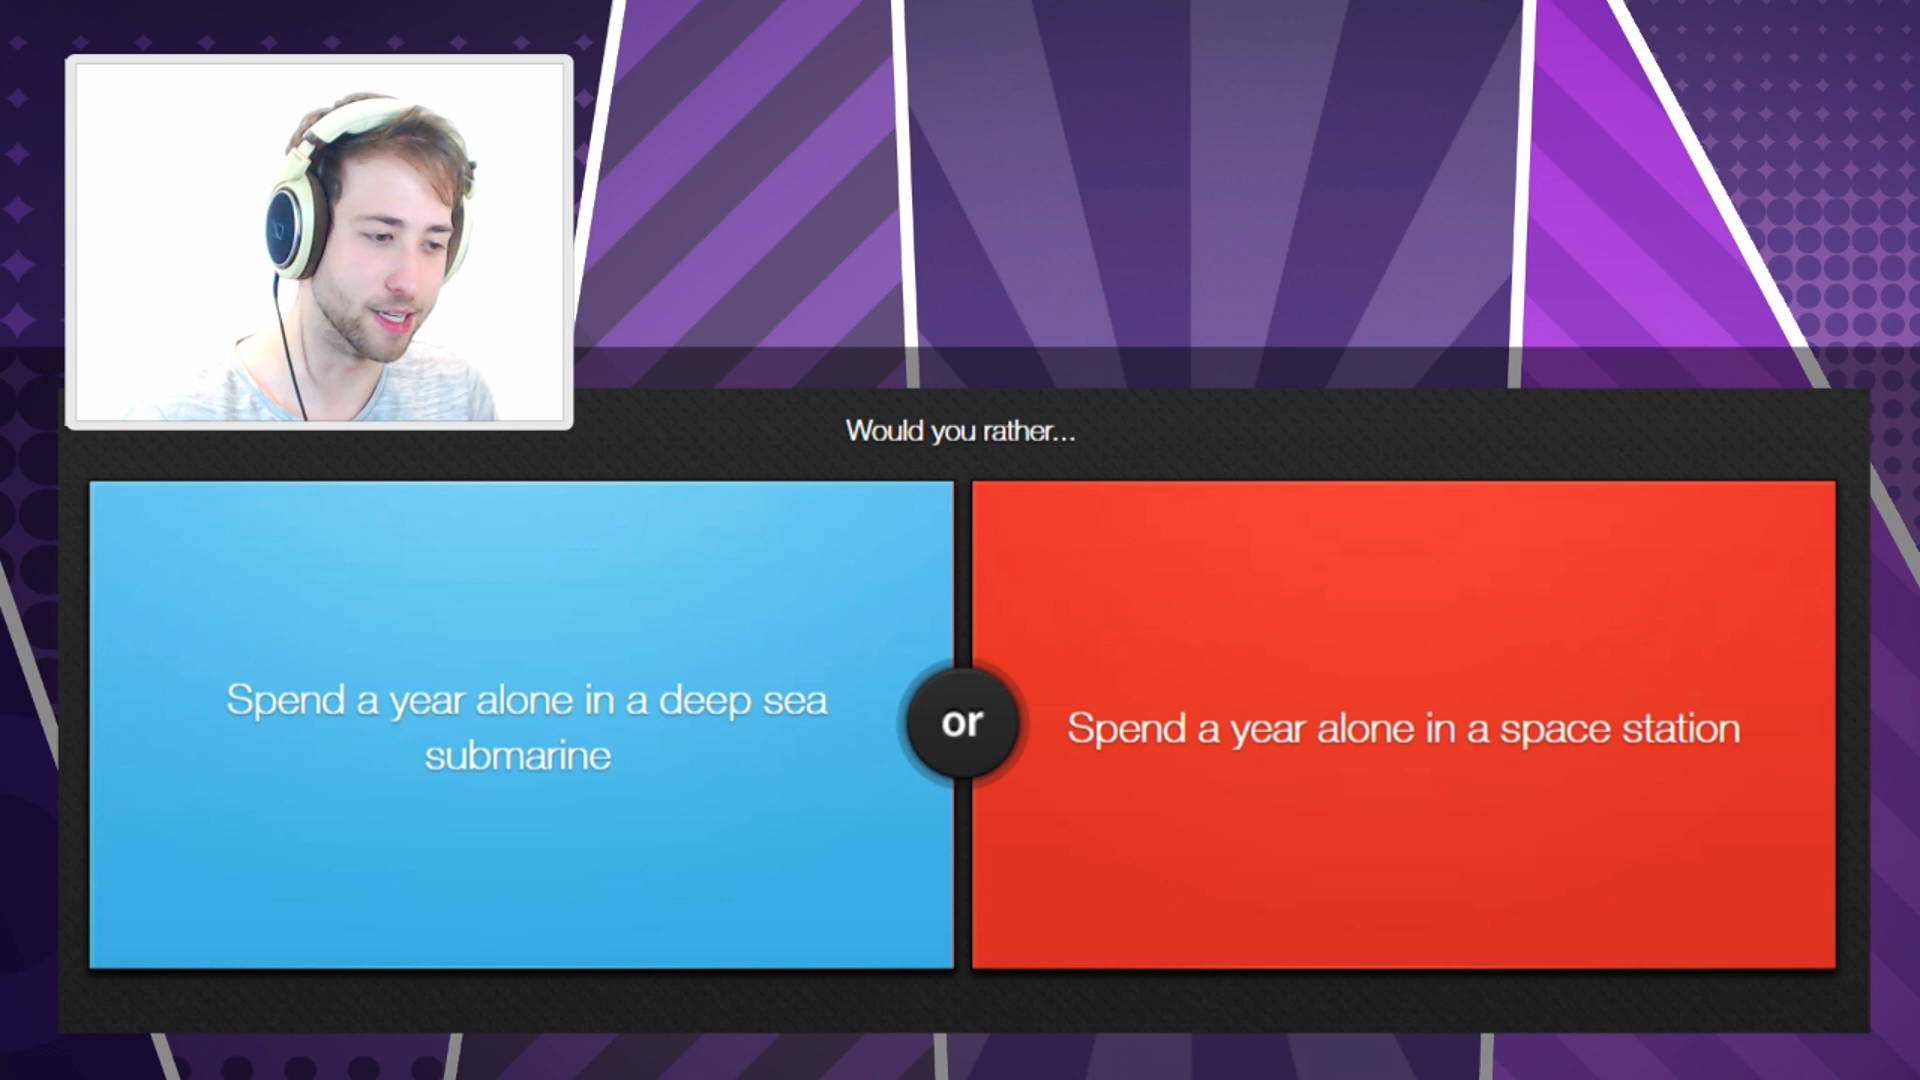 Would you rather...
Spend a year alone in a deep sea
submarine
or
Spend a year alone in a space station